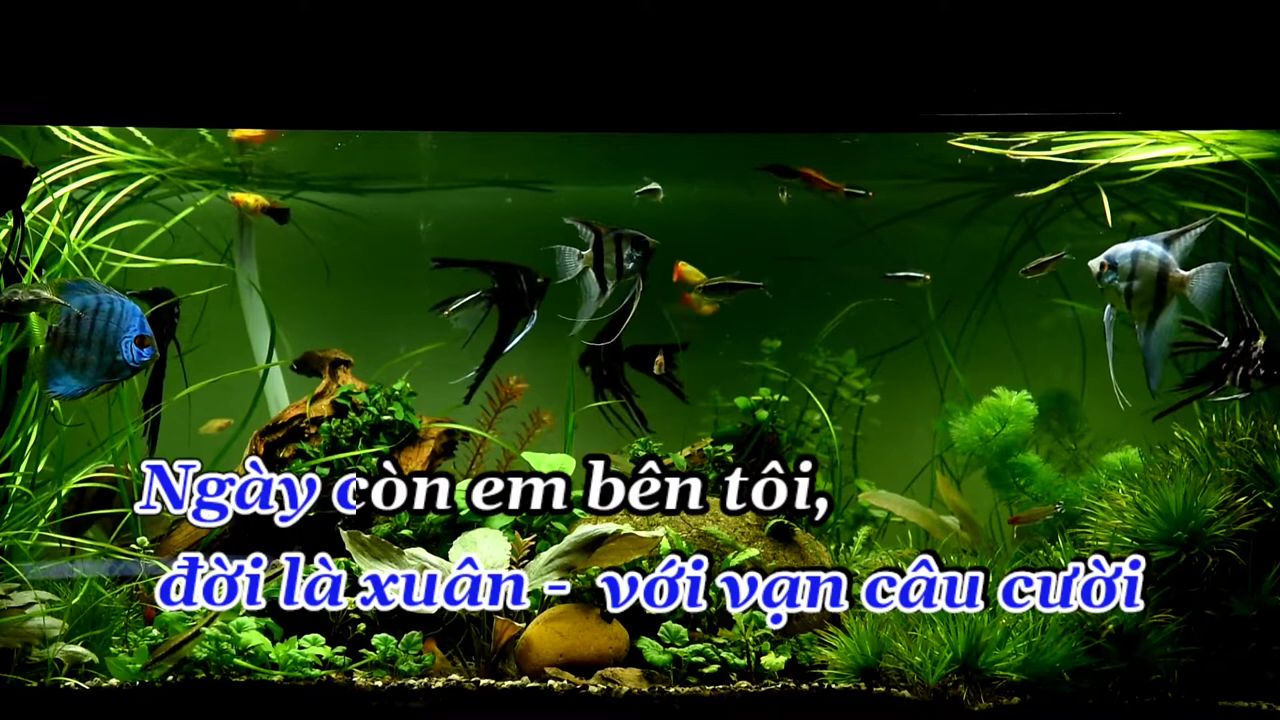 Ngày còn em bên tôi,
đời là xuân - với vạn câu cười